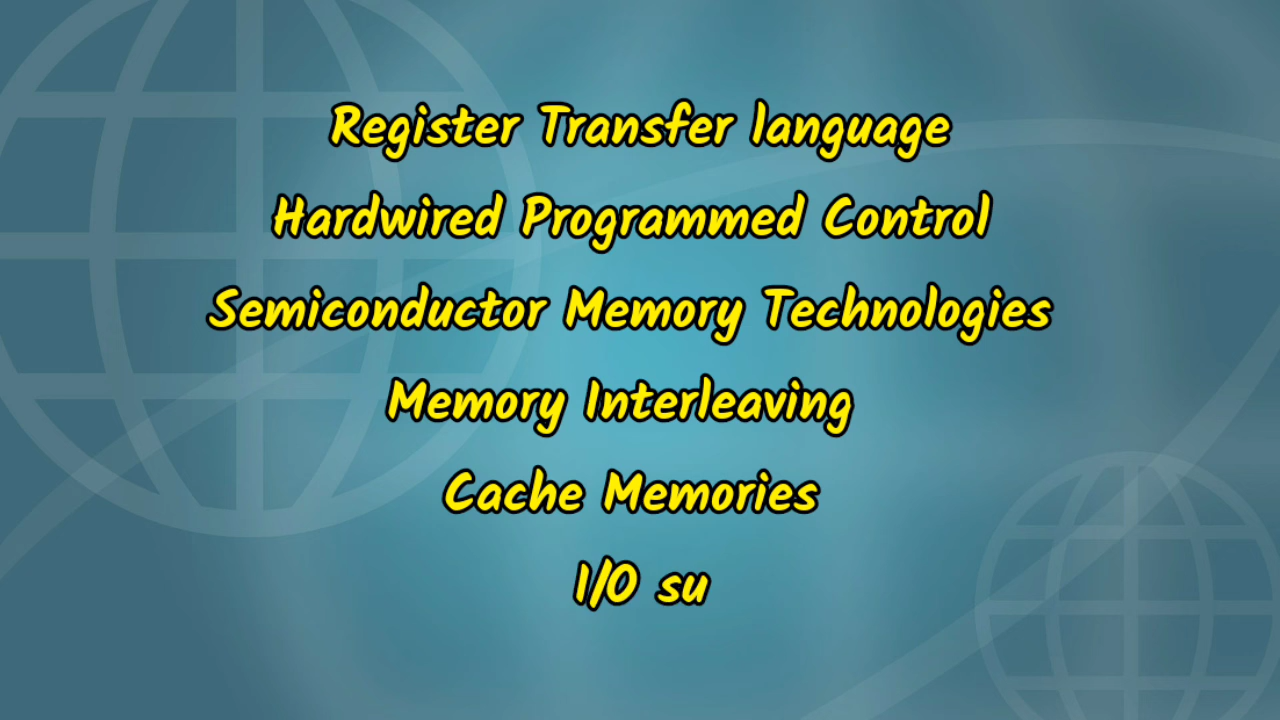 Register Transfer language
Hardwired Programmed Control
Semiconductor Memory Technologies
Memory Interleaving
Cache Memories
I/O su